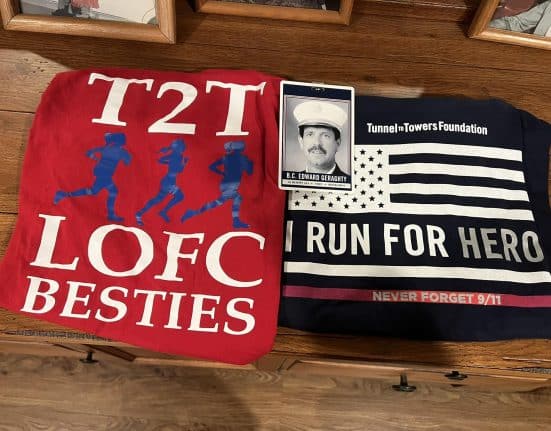 T2T
LOFC
BESTIES
B.C. EDWARD GERAGHTY
Tunnel to Towers Foundation
I RUN FOR HERO
NEVER FORGET 9/11